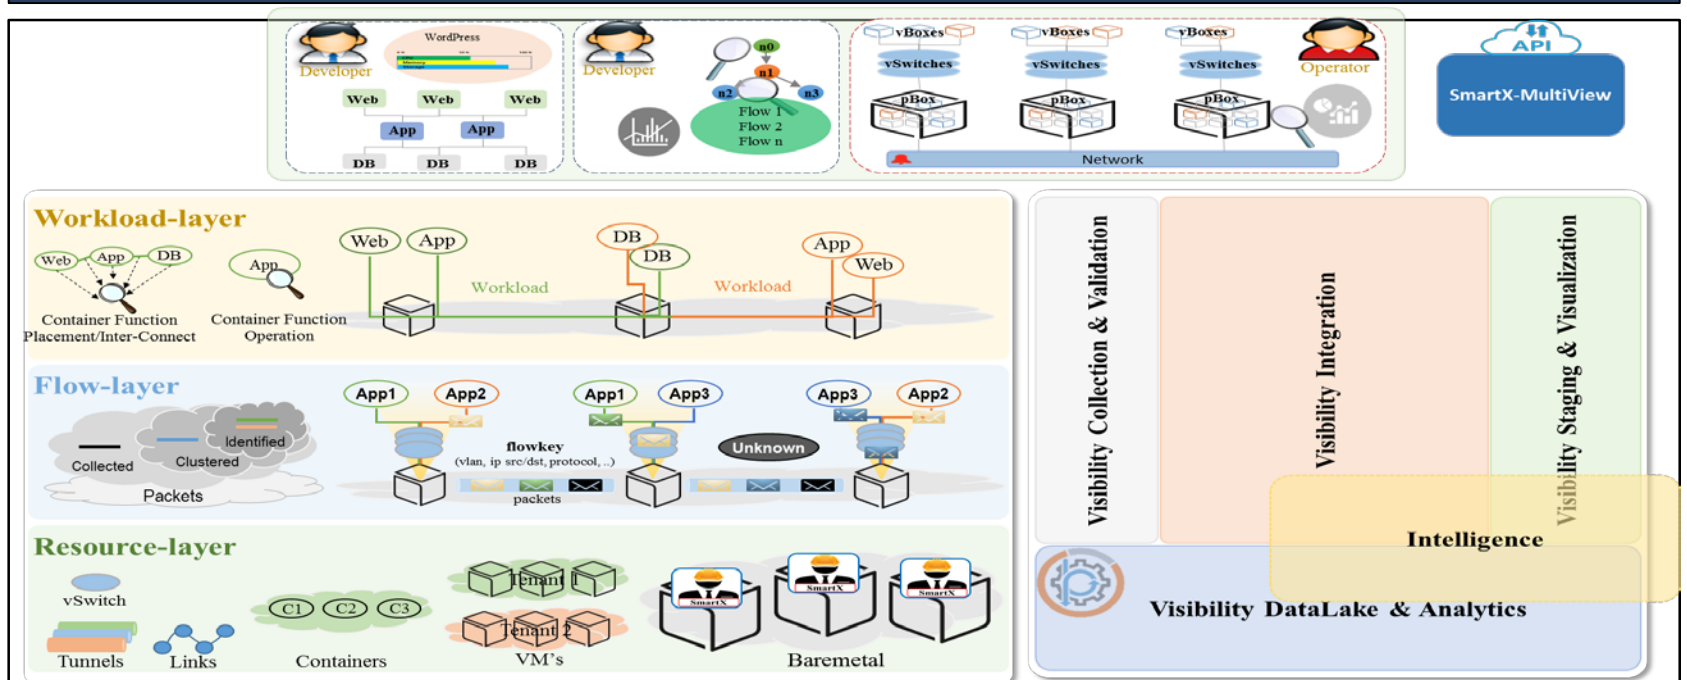 WordPress
Developer
Web
Web
Web
App
App
DB
DB
DB
Developer
n0
n1
n2
n3
Flow 1
Flow 2
Flow n
vBoxes
vBoxes
vBoxes
vSwitches
vSwitches
vSwitches
pBox
pBox
pBox
Operator
Network
API
SmartX-MultiView
Workload-layer
Web
App
DB
App
Container Function
Placement/Inter-Connect
Container Function
Operation
Web
App
DB
DB
App
Web
Workload
Workload
Flow-layer
Collected
Clustered
Identified
Packets
App1
App2
App1
App3
App3
App2
flowkey
(vlan, ip src/dst, protocol, ..)
packets
Unknown
Resource-layer
vSwitch
Tunnels
Links
C1
C2
C3
Containers
Tenant 1
Tenant 2
VM's
SmartX
SmartX
SmartX
Baremetal
Visibility Collection & Validation
Visibility Integration
Visibility Staging & Visualization
Intelligence
Visibility DataLake & Analytics